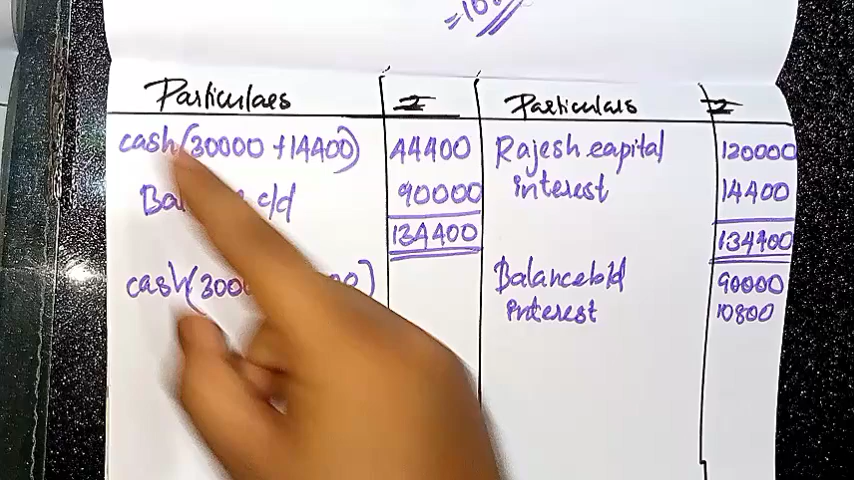 =10
Particulars ₹ Particulars ₹
cash (30000 + 14400) 44400 Rajesh capital 120000
c/d 90000 interest 14400
134400 134400
cash ( Balance b/d 90000
interest 10800